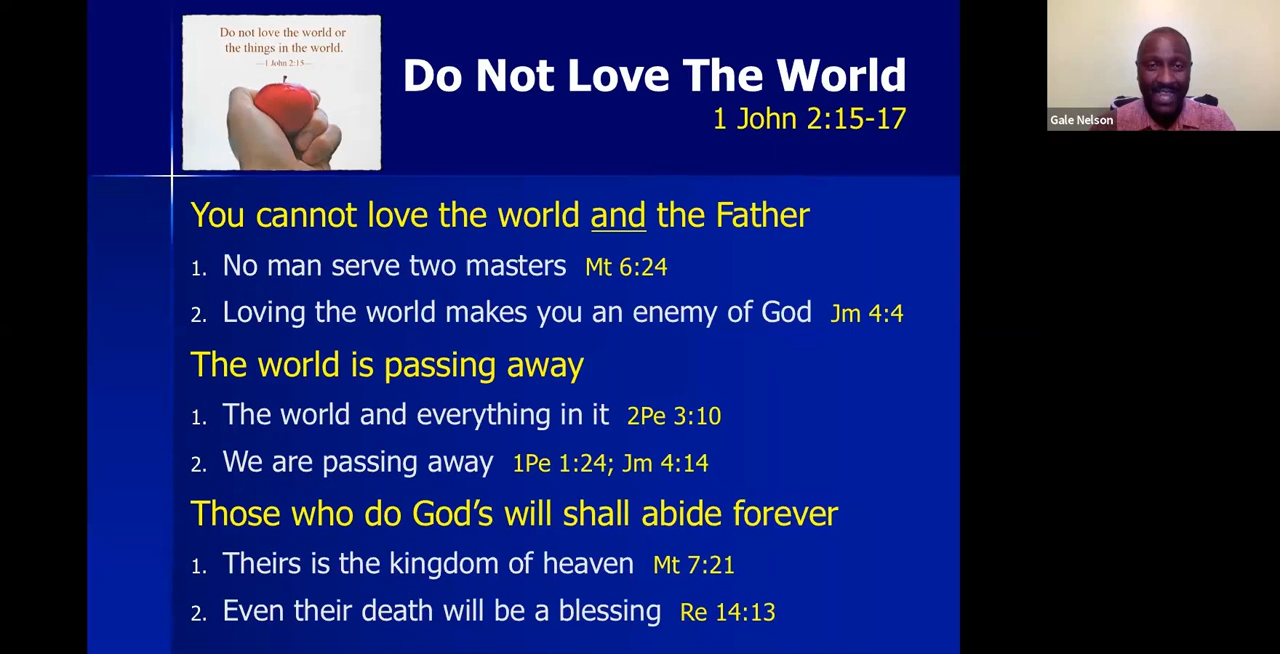 Do not love the world or
the things in the world.
—1 John 2:15—
Do Not Love The World
1 John 2:15-17
Gale Nelson
You cannot love the world and the Father
1. No man serve two masters Mt 6:24
2. Loving the world makes you an enemy of God Jm 4:4
The world is passing away
1. The world and everything in it 2Pe 3:10
2. We are passing away 1Pe 1:24; Jm 4:14
Those who do God's will shall abide forever
1. Theirs is the kingdom of heaven Mt 7:21
2. Even their death will be a blessing Re 14:13